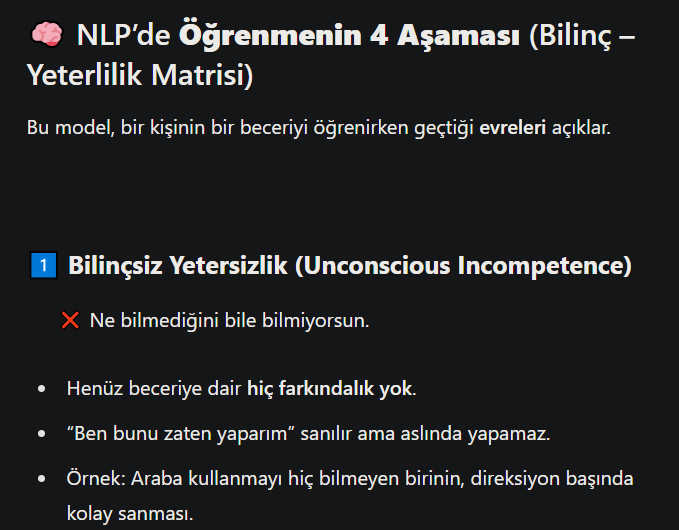 🧠 NLP’de Öğrenmenin 4 Aşaması (Bilinç –
Yeterlilik Matrisi)
Bu model, bir kişinin bir beceriyi öğrenirken geçtiği evreleri açıklar.
1️⃣ Bilinçsiz Yetersizlik (Unconscious Incompetence)
❌ Ne bilmediğini bile bilmiyorsun.
• Henüz beceriye dair hiç farkındalık yok.
• “Ben bunu zaten yaparım” sanılır ama aslında yapamaz.
• Örnek: Araba kullanmayı hiç bilmeyen birinin, direksiyon başında
kolay sanması.